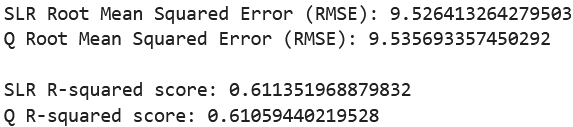 SLR Root Mean Squared Error (RMSE): 9.526413264279503
Q Root Mean Squared Error (RMSE): 9.535693357450292
SLR R-squared score: 0.611351968879832
Q R-squared score: 0.61059440219528